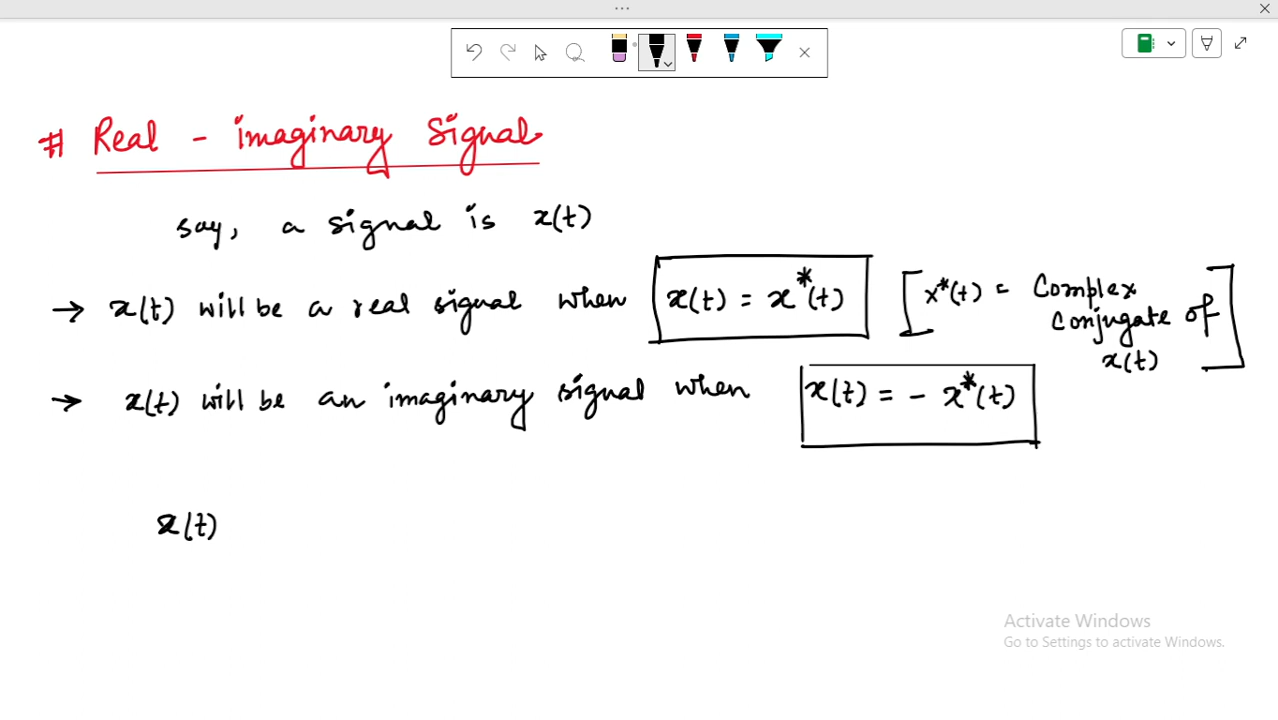 # Real - imaginary Signal
say, a signal is x(t)
→ x(t) will be a real signal when x(t) = x*(t) [x*(t) = Complex
Conjugate of
x(t)]
→ x(t) will be an imaginary signal when x(t) = - x*(t)
x(t)
Activate Windows
Go to Settings to activate Windows.